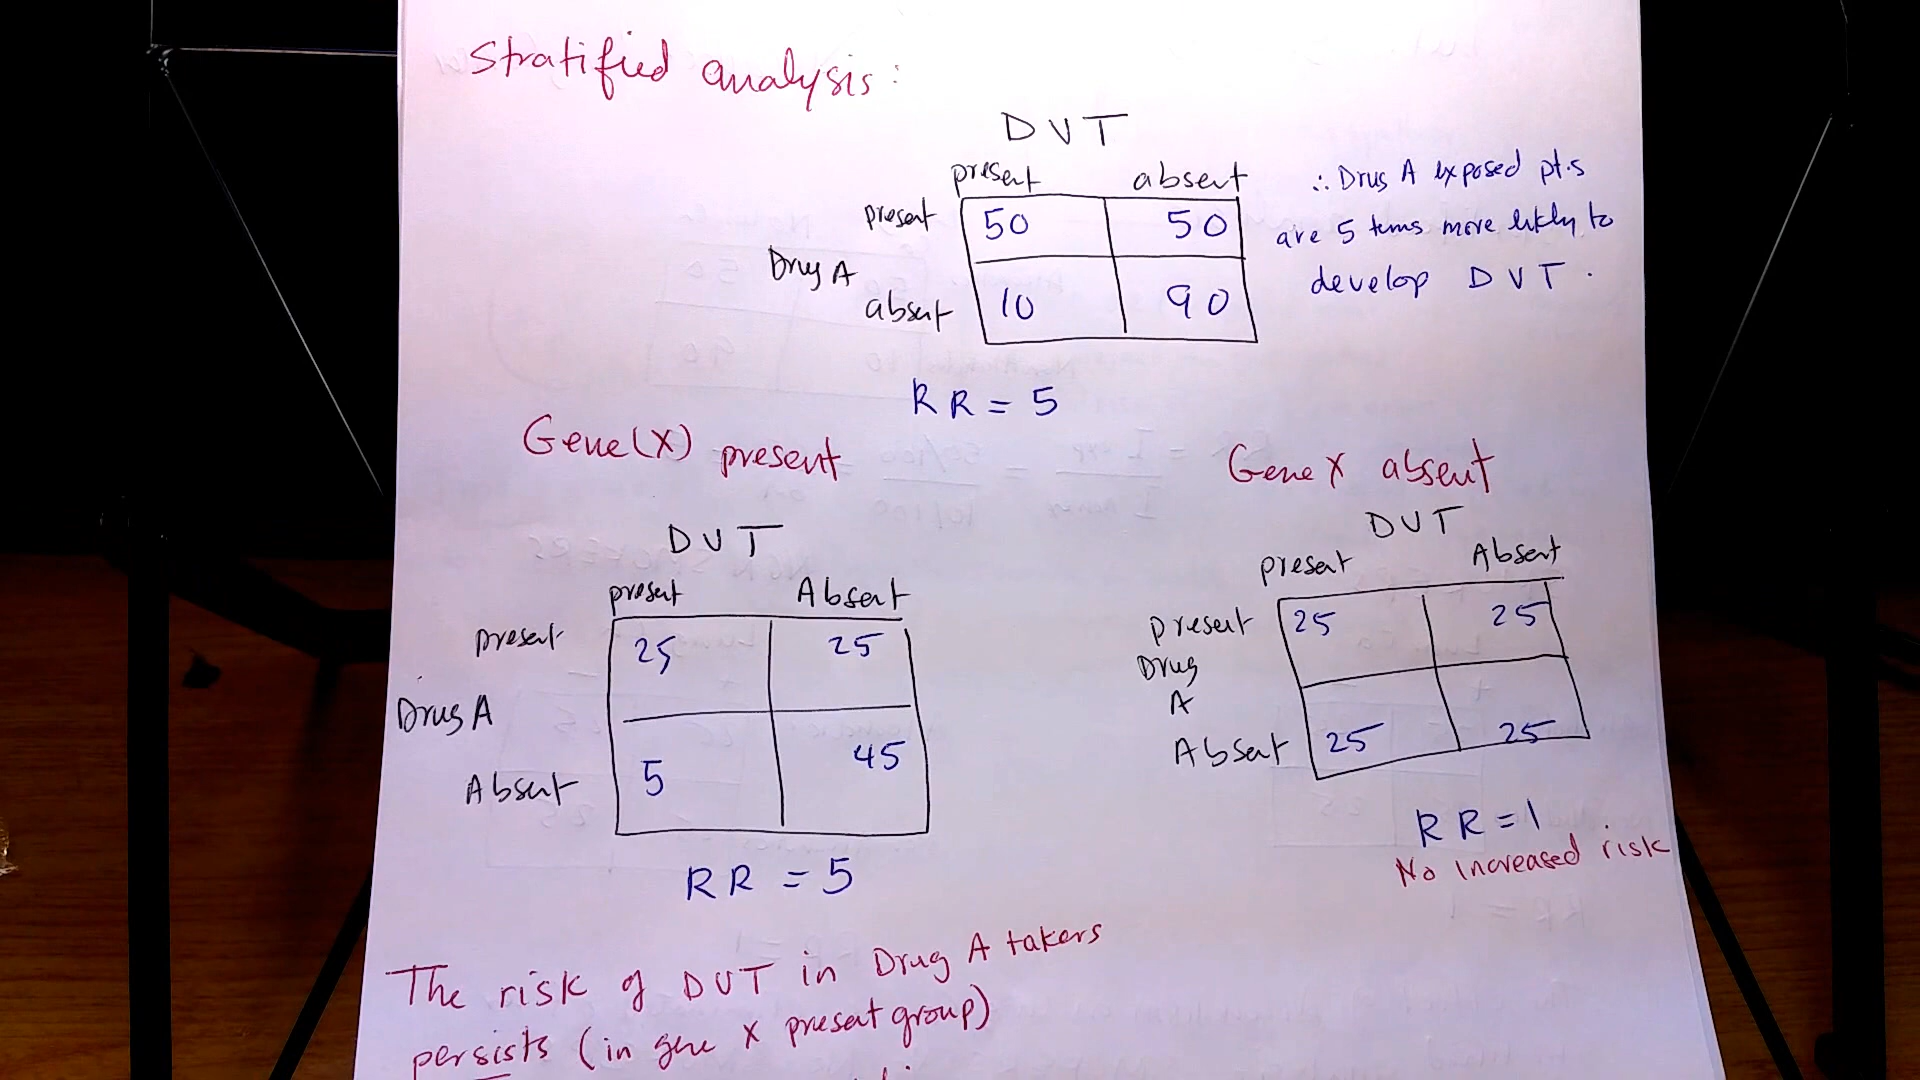 Stratified analysis:
DVT
present absent
present 50 50
Drug A
absent 10 90
∴ Drug A exposed pt.s
are 5 tems more likely to
develop DVT.
RR = 5
Gene(X) present
DVT
present Absent
present 25 25
Drug A
Absent 5 45
RR = 5
Gene X absent
DVT
present Absent
present 25 25
Drug
A
Absent 25 25
RR = 1
No increased risk
The risk of DVT in Drug A takers
persists (in gene X present group)